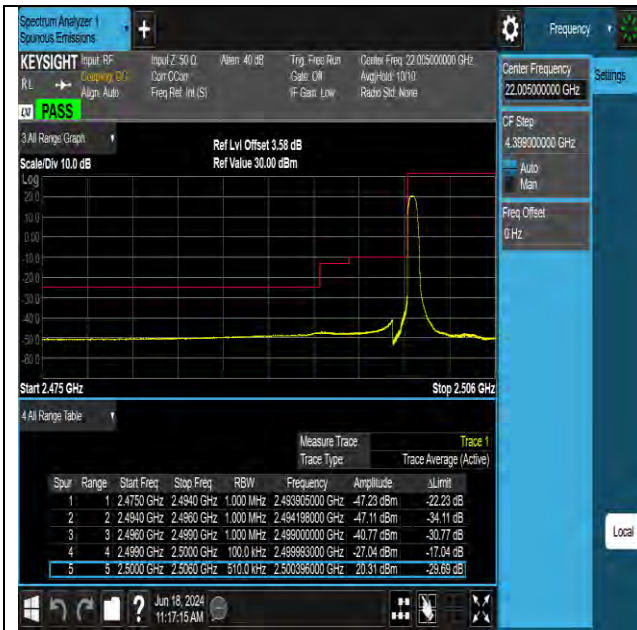 Spectrum Analyzer 1
Spurious Emissions
Frequency
KEYSIGHT Input: RF Input Z: 50 Ω Atten: 40 dB Trig: Free Run Center Freq: 22.005000000 GHz
RL Coupling: DC Corr CCorr Gate: Off Avg|Hold: 10/10
Align: Auto Freq Ref: Int (S) IF Gain: Low Radio Std: None
LXI PASS
3 All Range Graph
Ref Lvl Offset 3.58 dB
Scale/Div 10.0 dB Ref Value 30.00 dBm
Log
20.0
10.0
0.00
-10.0
-20.0
-30.0
-40.0
-50.0
-60.0
Start 2.475 GHz Stop 2.506 GHz
4 All Range Table
Measure Trace Trace 1
Trace Type Trace Average (Active)
Spur Range Start Freq Stop Freq RBW Frequency Amplitude ΔLimit
1 1 2.4750 GHz 2.4940 GHz 1.000 MHz 2.493905000 GHz -47.23 dBm -22.23 dB
2 2 2.4940 GHz 2.4960 GHz 1.000 MHz 2.494198000 GHz -47.11 dBm -34.11 dB
3 3 2.4960 GHz 2.4990 GHz 1.000 MHz 2.499000000 GHz -40.77 dBm -30.77 dB
4 4 2.4990 GHz 2.5000 GHz 100.0 kHz 2.499993000 GHz -27.04 dBm -17.04 dB
5 5 2.5000 GHz 2.5060 GHz 510.0 kHz 2.500396000 GHz 20.31 dBm -29.69 dB
Jun 18, 2024
11:17:15 AM
Center Frequency
22.005000000 GHz
Settings
CF Step
4.399000000 GHz
Auto
Man
Freq Offset
0 Hz
Local